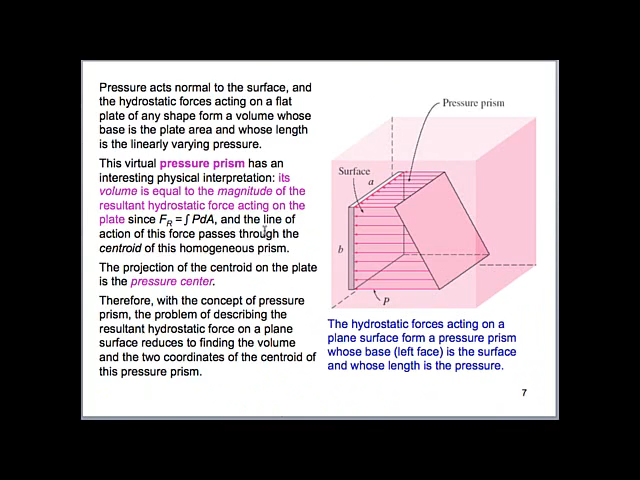 Pressure acts normal to the surface, and
the hydrostatic forces acting on a flat
plate of any shape form a volume whose
base is the plate area and whose length
is the linearly varying pressure.
This virtual pressure prism has an
interesting physical interpretation: its
volume is equal to the magnitude of the
resultant hydrostatic force acting on the
plate since FR = ∫ PdA, and the line of
action of this force passes through the
centroid of this homogeneous prism.
The projection of the centroid on the plate
is the pressure center.
Therefore, with the concept of pressure
prism, the problem of describing the
resultant hydrostatic force on a plane
surface reduces to finding the volume
and the two coordinates of the centroid of
this pressure prism.
Pressure prism
Surface
a
b
P
The hydrostatic forces acting on a
plane surface form a pressure prism
whose base (left face) is the surface
and whose length is the pressure.
7